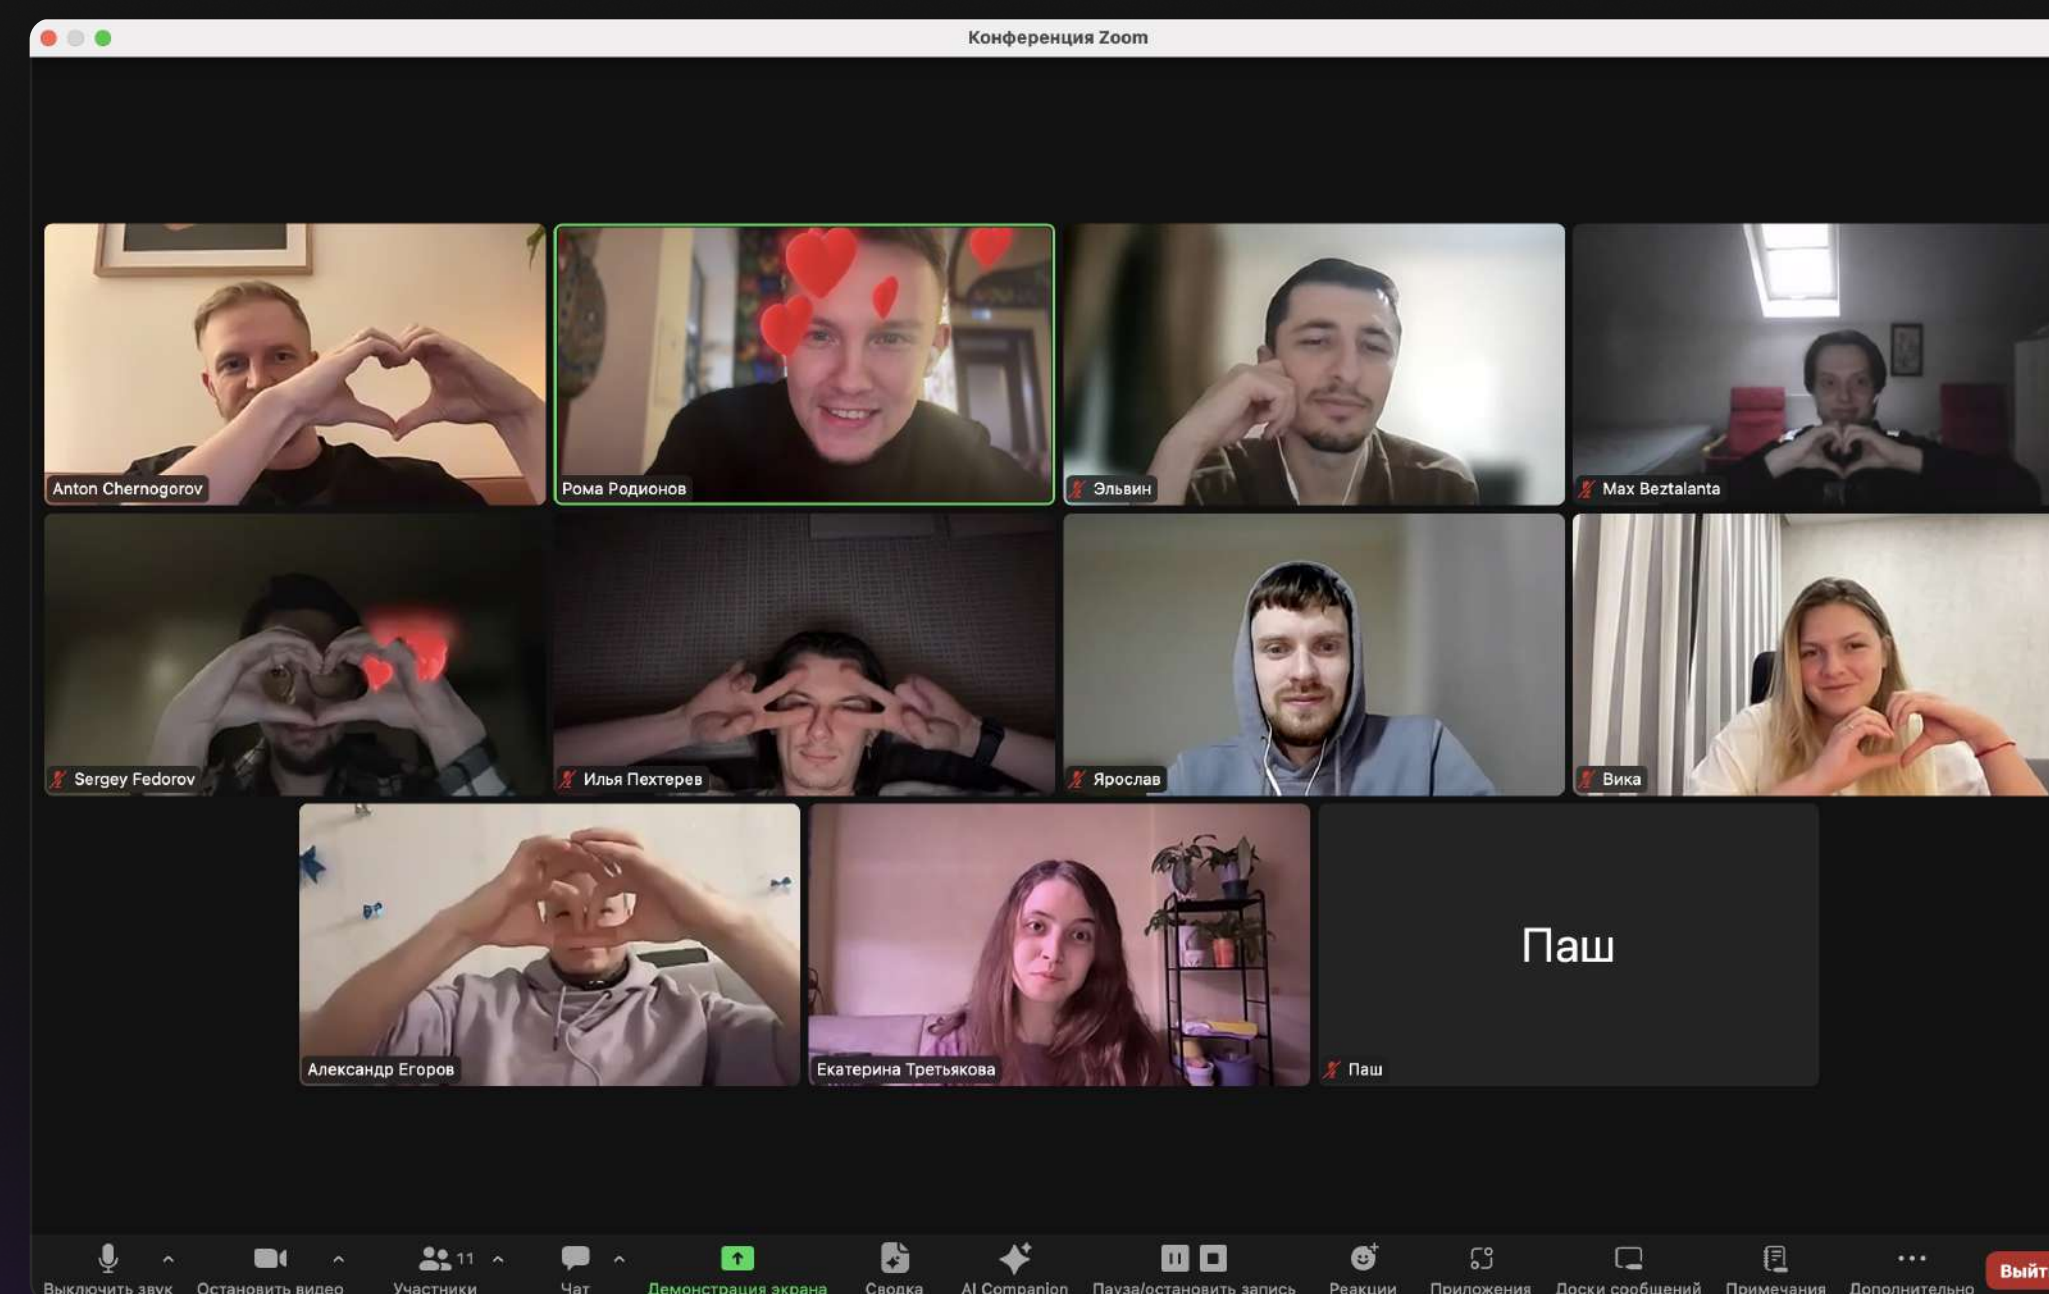 Конференция Zoom
Anton Chernogorov
Рома Родионов
Эльвин
Max Beztalanta
Sergey Fedorov
Илья Пехтерев
Ярослав
Вика
Александр Егоров
Екатерина Третьякова
Паш
Паш
11
Выйт
Выключить звук
Остановить видео
Участники
Чат
Демонстрация экрана
Сводка
AI Companion
Пауза/остановить запись
Реакции
Приложения
Доски сообщений
Примечания
Дополнительно